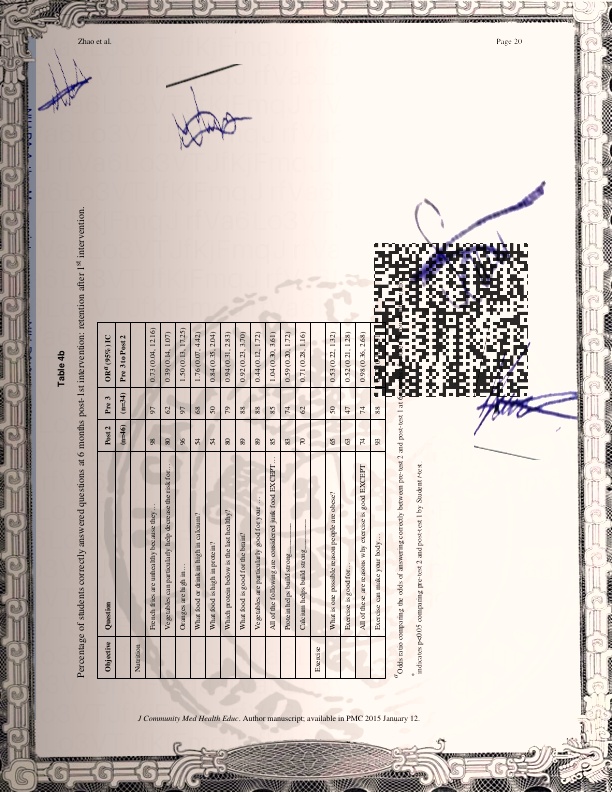 Zhao et al. Page 20
Table 4b
Percentage of students correctly answered questions at 6 months post-1st intervention: retention after 1st intervention.
Objective Question Post 2 (n=46) Pre 3 (n=34) ORa (95%) IC Pre 3 to Post 2
Nutrition
French fries are unhealthy because they… 98 97 0.73 (0.04, 12.16)
Vegetables can particularly help decrease the risk for… 80 62 0.39 (0.14, 1.07)
Oranges are high in… 96 97 1.50 (0.13, 17.25)
What food or drink in high in calcium? 54 68 1.76 (0.07, 4.42)
What food is high in protein? 54 50 0.84 (0.35, 2.04)
Which protein below is the last healthy? 80 79 0.94 (0.31, 2.83)
What food is good for the brain? 89 88 0.92 (0.23, 3.70)
Vegetables are particularly good for your … 89 88 0.44 (0.12, 1.72)
All of the following are considered junk food EXCEPT… 85 85 1.04 (0.30, 3.61)
Protein helps build strong 83 74 0.59 (0.20, 1.72)
Calcium helps build strong 70 62 0.71 (0.28, 1.16)
Exercise
What is one possible reason people are obese? 65 50 0.53 (0.22, 1.32)
Exercise is good for… 63 47 0.52 (0.21, 1.28)
All of these are reasons why exercise is good EXCEPT 74 74 0.98 (0.36, 2.68)
Exercise can make your body… 93 88
a Odds ratio comparing the odds of answering correctly between pre-test 2 and post-test 1 at
* indicates p≤0.05 comparing pre-test 2 and post-test 1 by Student t-test.
J Community Med Health Educ. Author manuscript; available in PMC 2015 January 12.